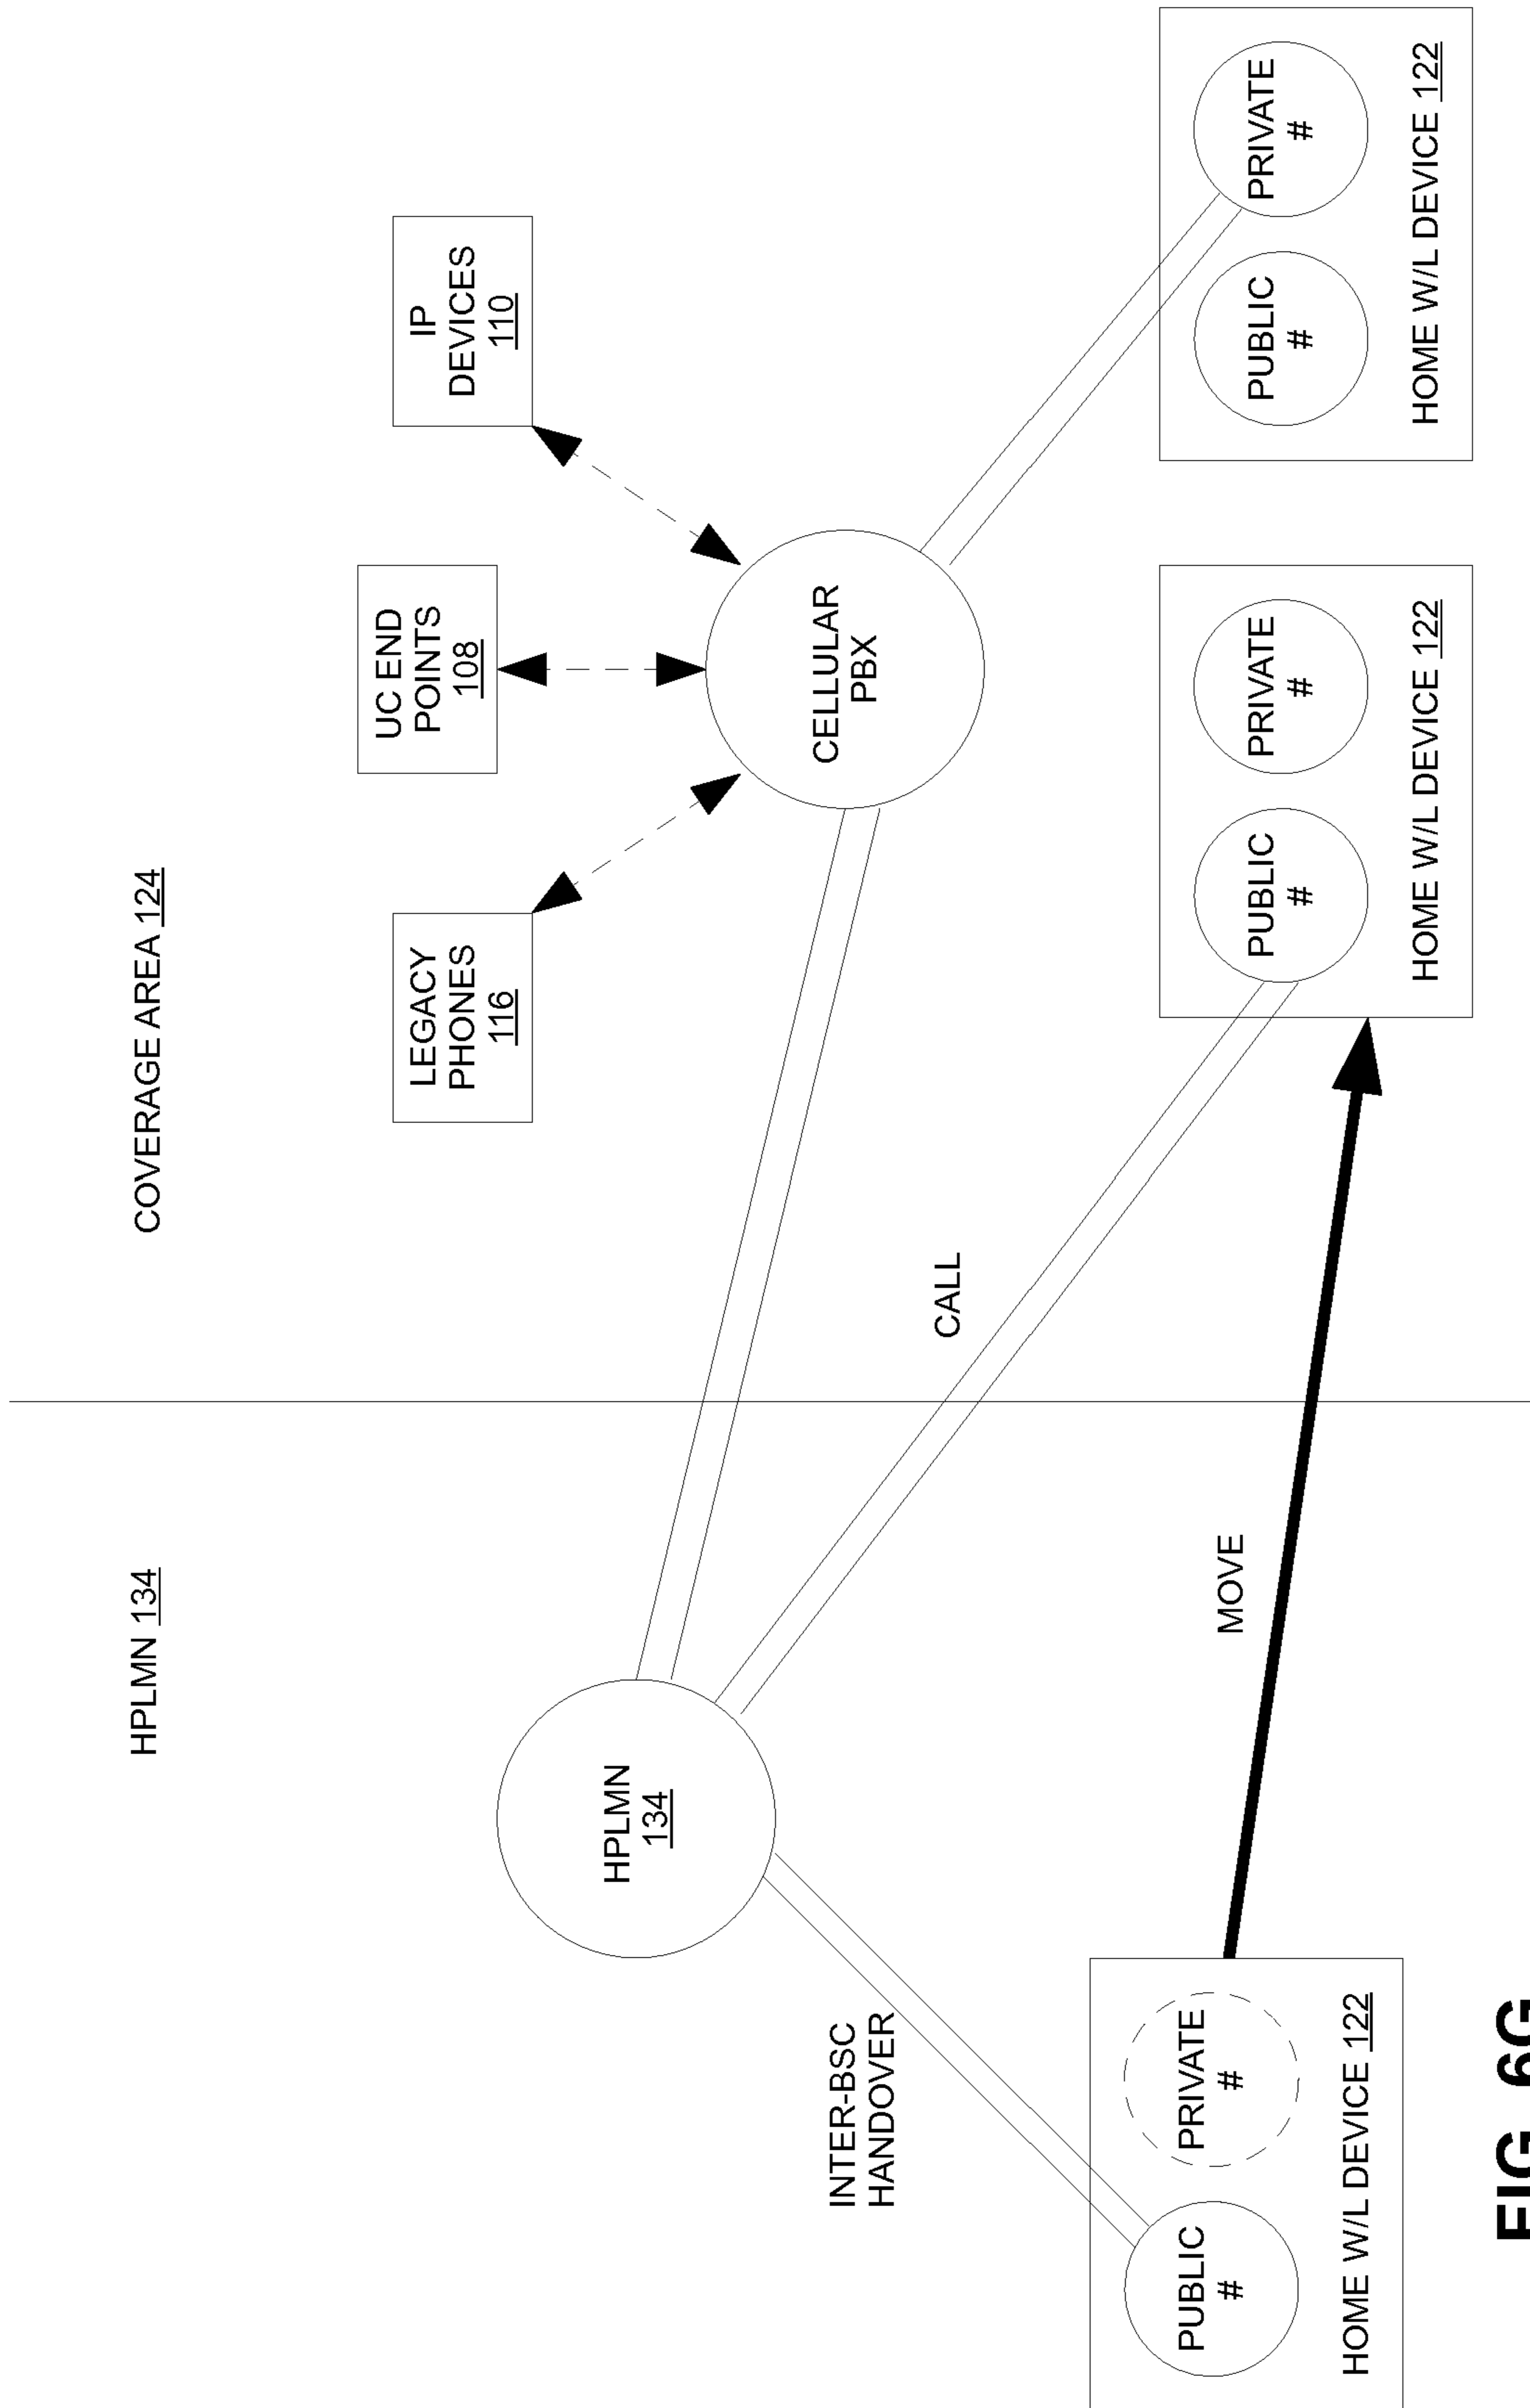 HPLMN 134
COVERAGE AREA 124
LEGACY
PHONES
116
UC END
POINTS
108
IP
DEVICES
110
HPLMN
134
CELLULAR
PBX
INTER-BSC
HANDOVER
CALL
MOVE
PUBLIC
#
PRIVATE
#
HOME W/L DEVICE 122
PUBLIC
#
PRIVATE
#
HOME W/L DEVICE 122
PUBLIC
#
PRIVATE
#
HOME W/L DEVICE 122
FIG. 6G